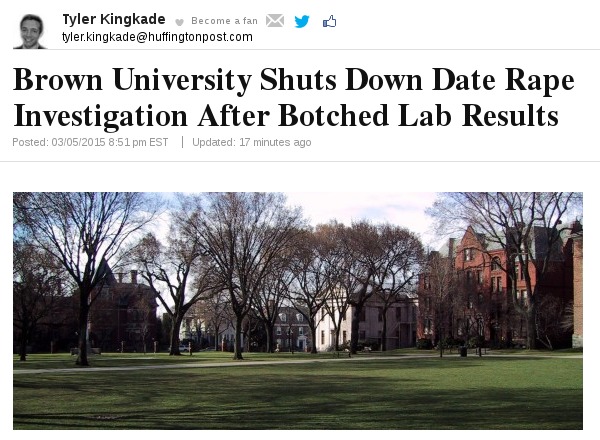 Tyler Kingkade Become a fan
tyler.kingkade@huffingtonpost.com
Brown University Shuts Down Date Rape
Investigation After Botched Lab Results
Posted: 03/05/2015 8:51 pm EST | Updated: 17 minutes ago